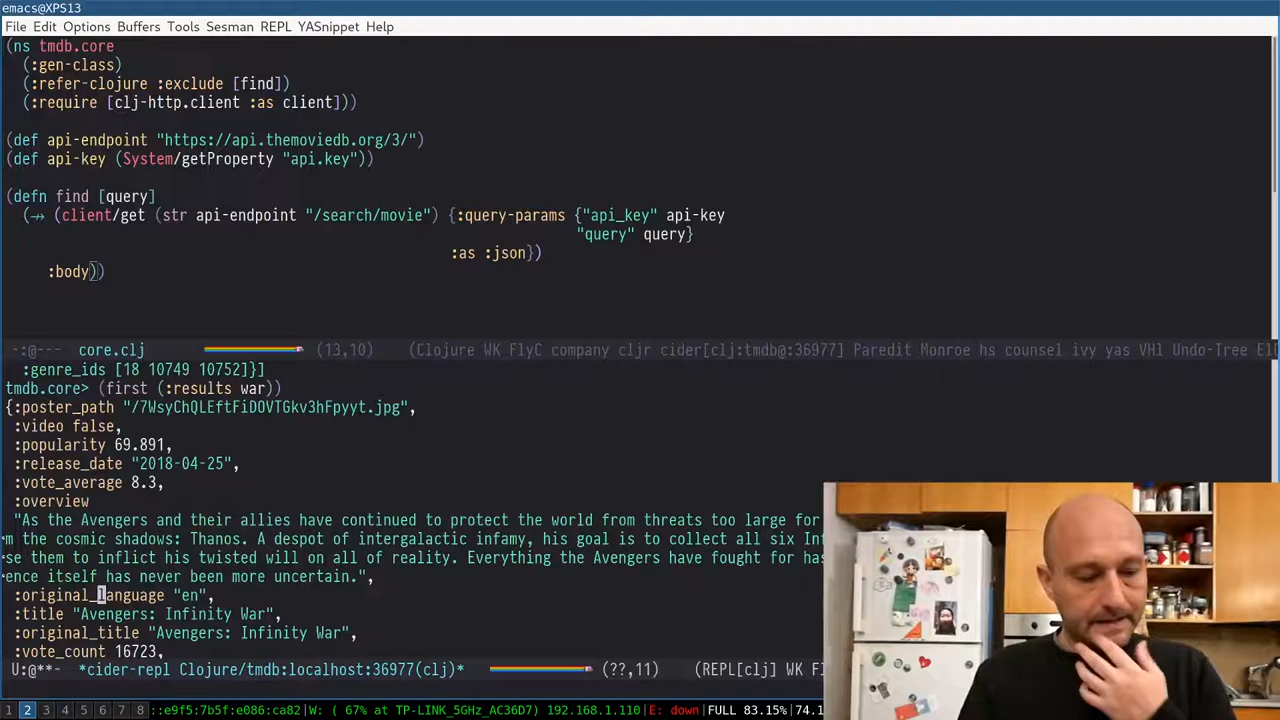 emacs@XPS13
File Edit Options Buffers Tools Sesman REPL YASnippet Help
(ns tmdb.core
(:gen-class)
(:refer-clojure :exclude [find])
(:require [clj-http.client :as client]))
(def api-endpoint "https://api.themoviedb.org/3/")
(def api-key (System/getProperty "api.key"))
(defn find [query]
(->> (client/get (str api-endpoint "/search/movie") {:query-params {"api_key" api-key
"query" query}
:as :json})
:body))
-:@--- core.clj (13,10) (Clojure WK FlyC company cljr cider[clj:tmdb@:36977] Paredit Monroe hs counsel ivy yas VHl Undo-Tree El
:genre_ids [18 10749 10752]}]
tmdb.core> (first (:results war))
{:poster_path "/7WsyChQLEftFiDOVTGkv3hFpyyt.jpg",
:video false,
:popularity 69.891,
:release_date "2018-04-25",
:vote_average 8.3,
:overview
"As the Avengers and their allies have continued to protect the world from threats too large for
m the cosmic shadows: Thanos. A despot of intergalactic infamy, his goal is to collect all six Inf
se them to inflict his twisted will on all of reality. Everything the Avengers have fought for has
ence itself has never been more uncertain.",
:original_language "en",
:title "Avengers: Infinity War",
:original_title "Avengers: Infinity War",
:vote_count 16723,
U:@**- *cider-repl Clojure/tmdb:localhost:36977(clj)* (??,11) (REPL[clj] WK Fl
1 2 3 4 5 6 7 8 ::e9f5:7b5f:e086:ca82|W: ( 67% at TP-LINK_5GHz_AC36D7) 192.168.1.110|E: down|FULL 83.15%|74.1